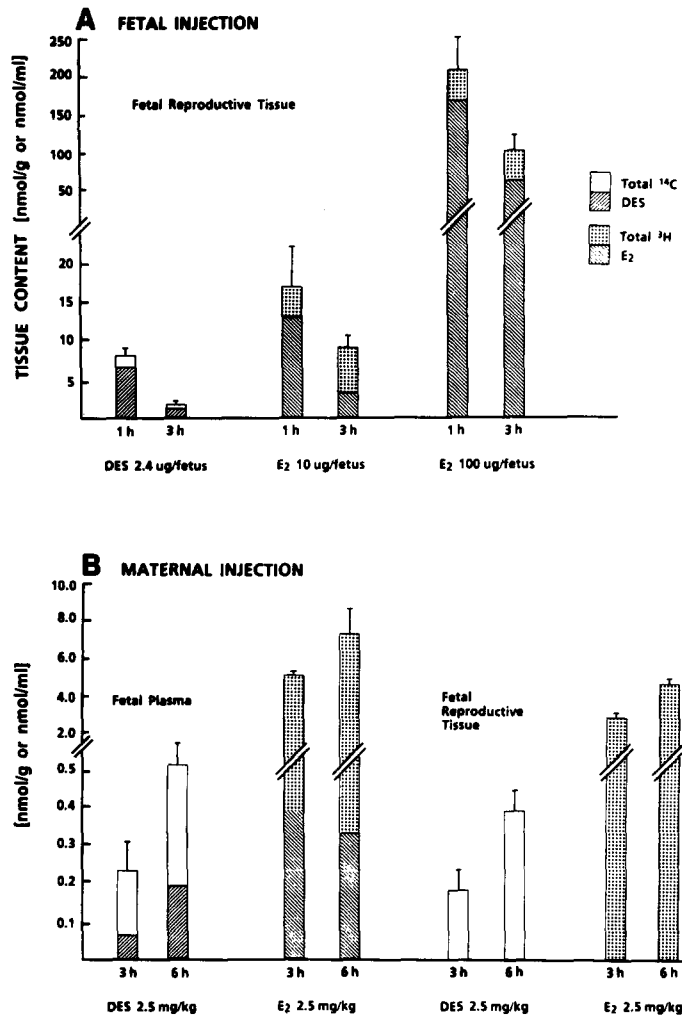 A FETAL INJECTION
TISSUE CONTENT [nmol/g or nmol/ml]
250
200
150
100
50
20
15
10
5
Fetal Reproductive Tissue
Total ¹⁴C
DES
Total ³H
E₂
1 h 3 h 1 h 3 h 1 h 3 h
DES 2.4 ug/fetus E₂ 10 ug/fetus E₂ 100 ug/fetus
B MATERNAL INJECTION
[nmol/g or nmol/ml]
10.0
8.0
6.0
4.0
2.0
0.5
0.4
0.3
0.2
0.1
Fetal Plasma
Fetal
Reproductive
Tissue
3 h 6 h 3 h 6 h 3 h 6 h 3 h 6 h
DES 2.5 mg/kg E₂ 2.5 mg/kg DES 2.5 mg/kg E₂ 2.5 mg/kg